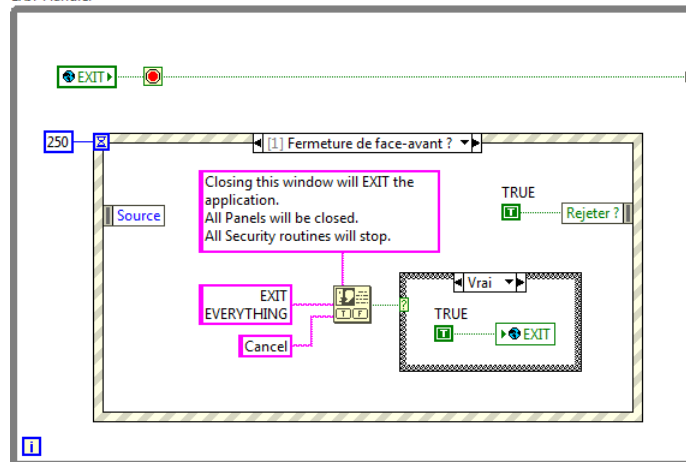 EXIT
250
[1] Fermeture de face-avant ?
Closing this window will EXIT the
application.
All Panels will be closed.
All Security routines will stop.
TRUE
T
Source
Rejeter ?
EXIT
EVERYTHING
T F
Cancel
?
Vrai
TRUE
T
EXIT
i